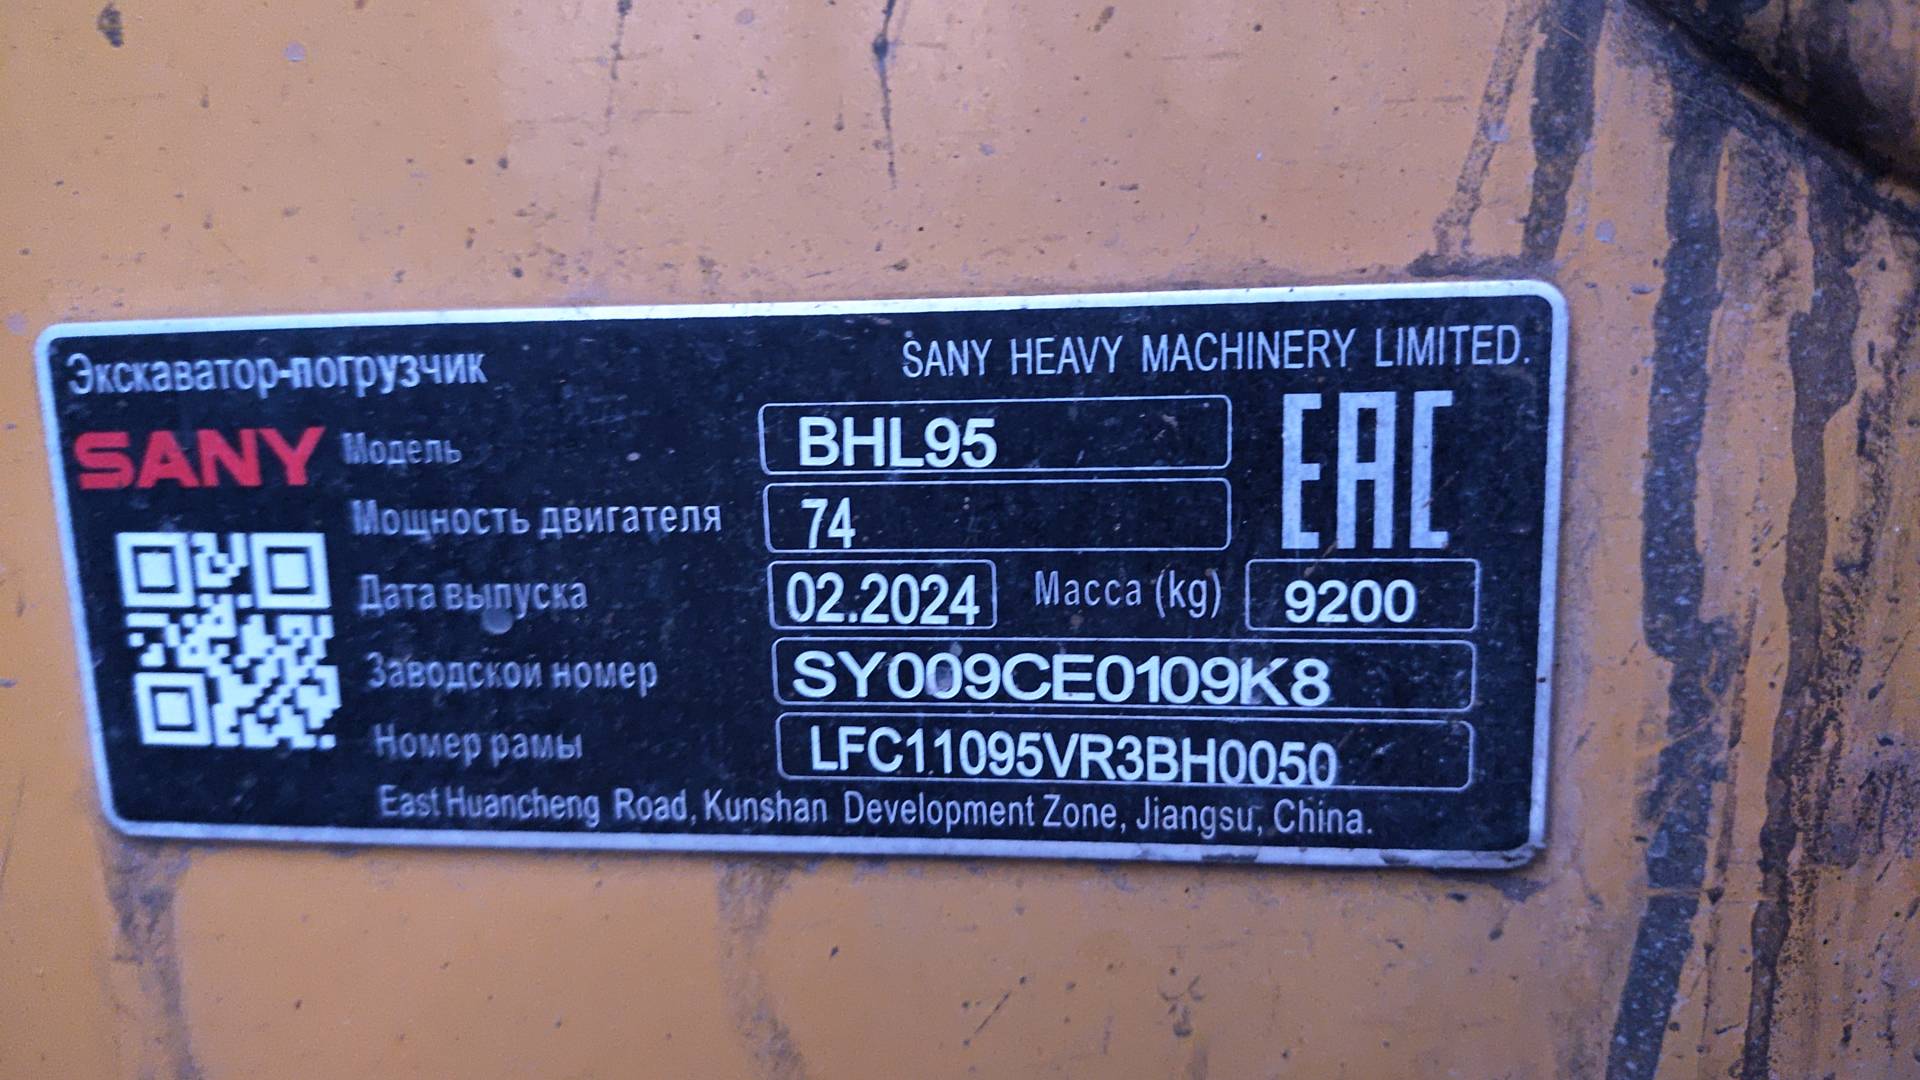 Экскаватор-погрузчик SANY HEAVY MACHINERY LIMITED.
SANY Модель BHL95 EAC
Мощность двигателя 74
Дата выпуска 02.2024 Масса (kg) 9200
Заводской номер SY009CE0109K8
Номер рамы LFC11095VR3BH0050
East Huancheng Road, Kunshan Development Zone, Jiangsu, China.